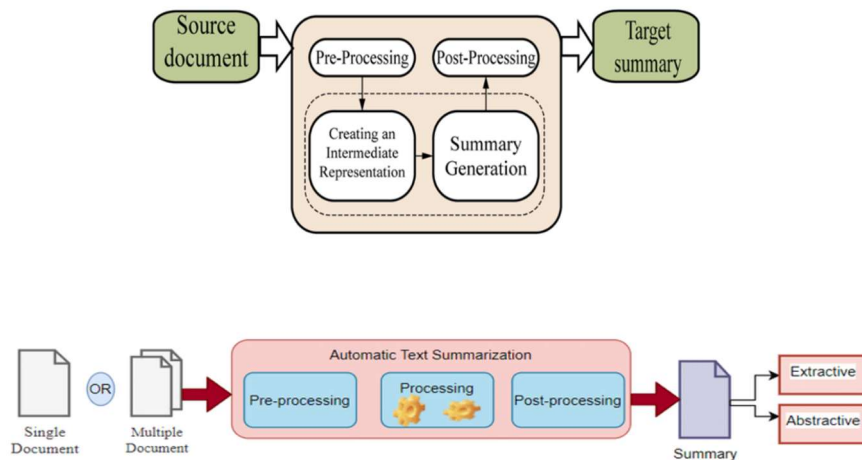 Source
document
Pre-Processing
Post-Processing
Target
summary
Creating an
Intermediate
Representation
Summary
Generation
Automatic Text Summarization
OR
Pre-processing
Processing
Post-processing
Single
Document
Multiple
Document
Summary
Extractive
Abstractive